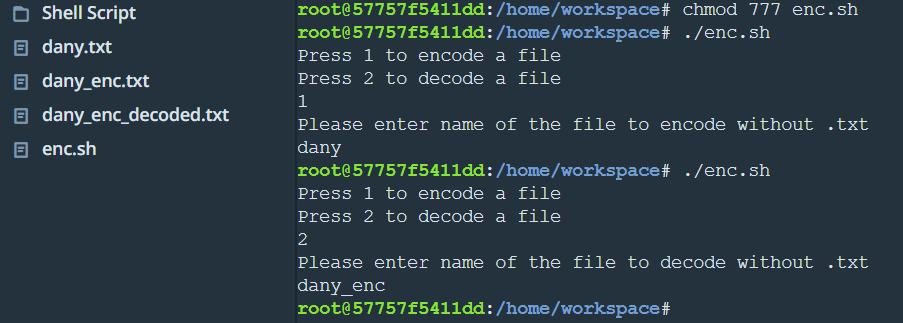 Shell Script
dany.txt
dany_enc.txt
dany_enc_decoded.txt
enc.sh
root@57757f5411dd:/home/workspace# chmod 777 enc.sh
root@57757f5411dd:/home/workspace# ./enc.sh
Press 1 to encode a file
Press 2 to decode a file
1
Please enter name of the file to encode without .txt
dany
root@57757f5411dd:/home/workspace# ./enc.sh
Press 1 to encode a file
Press 2 to decode a file
2
Please enter name of the file to decode without .txt
dany_enc
root@57757f5411dd:/home/workspace#